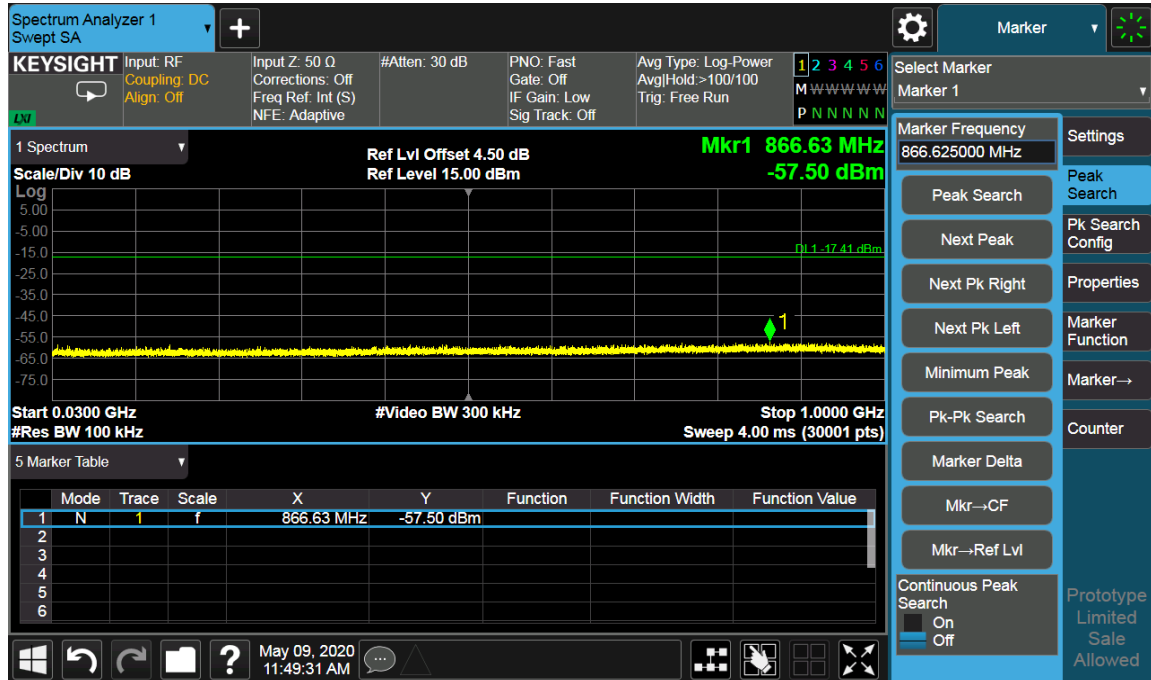 Spectrum Analyzer 1
Swept SA
+
Marker
KEYSIGHT
LXI
Input: RF
Coupling: DC
Align: Off
Input Z: 50 Ω
Corrections: Off
Freq Ref: Int (S)
NFE: Adaptive
#Atten: 30 dB
PNO: Fast
Gate: Off
IF Gain: Low
Sig Track: Off
Avg Type: Log-Power
Avg|Hold:>100/100
Trig: Free Run
1 2 3 4 5 6
M W W W W W
P N N N N N
Select Marker
Marker 1
1 Spectrum
Scale/Div 10 dB
Ref Lvl Offset 4.50 dB
Ref Level 15.00 dBm
Mkr1 866.63 MHz
-57.50 dBm
Log
5.00
-5.00
-15.0
-25.0
-35.0
-45.0
-55.0
-65.0
-75.0
DL1 -17.41 dBm
1
Start 0.0300 GHz
#Res BW 100 kHz
#Video BW 300 kHz
Stop 1.0000 GHz
Sweep 4.00 ms (30001 pts)
5 Marker Table
Mode Trace Scale X Y Function Function Width Function Value
1 N 1 f 866.63 MHz -57.50 dBm
2
3
4
5
6
Marker Frequency
866.625000 MHz
Peak Search
Next Peak
Next Pk Right
Next Pk Left
Minimum Peak
Pk-Pk Search
Marker Delta
Mkr→CF
Mkr→Ref Lvl
Continuous Peak
Search
On
Off
Settings
Peak
Search
Pk Search
Config
Properties
Marker
Function
Marker→
Counter
Prototype
Limited
Sale
Allowed
?
May 09, 2020
11:49:31 AM